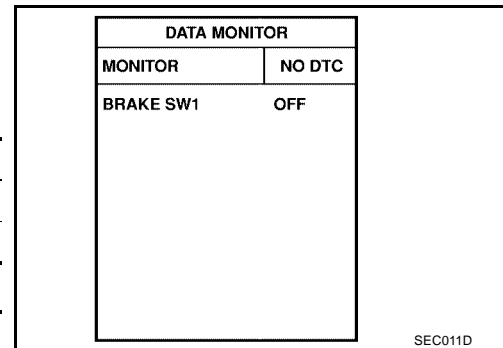 DATA MONITOR
MONITOR NO DTC
BRAKE SW1 OFF
SEC011D